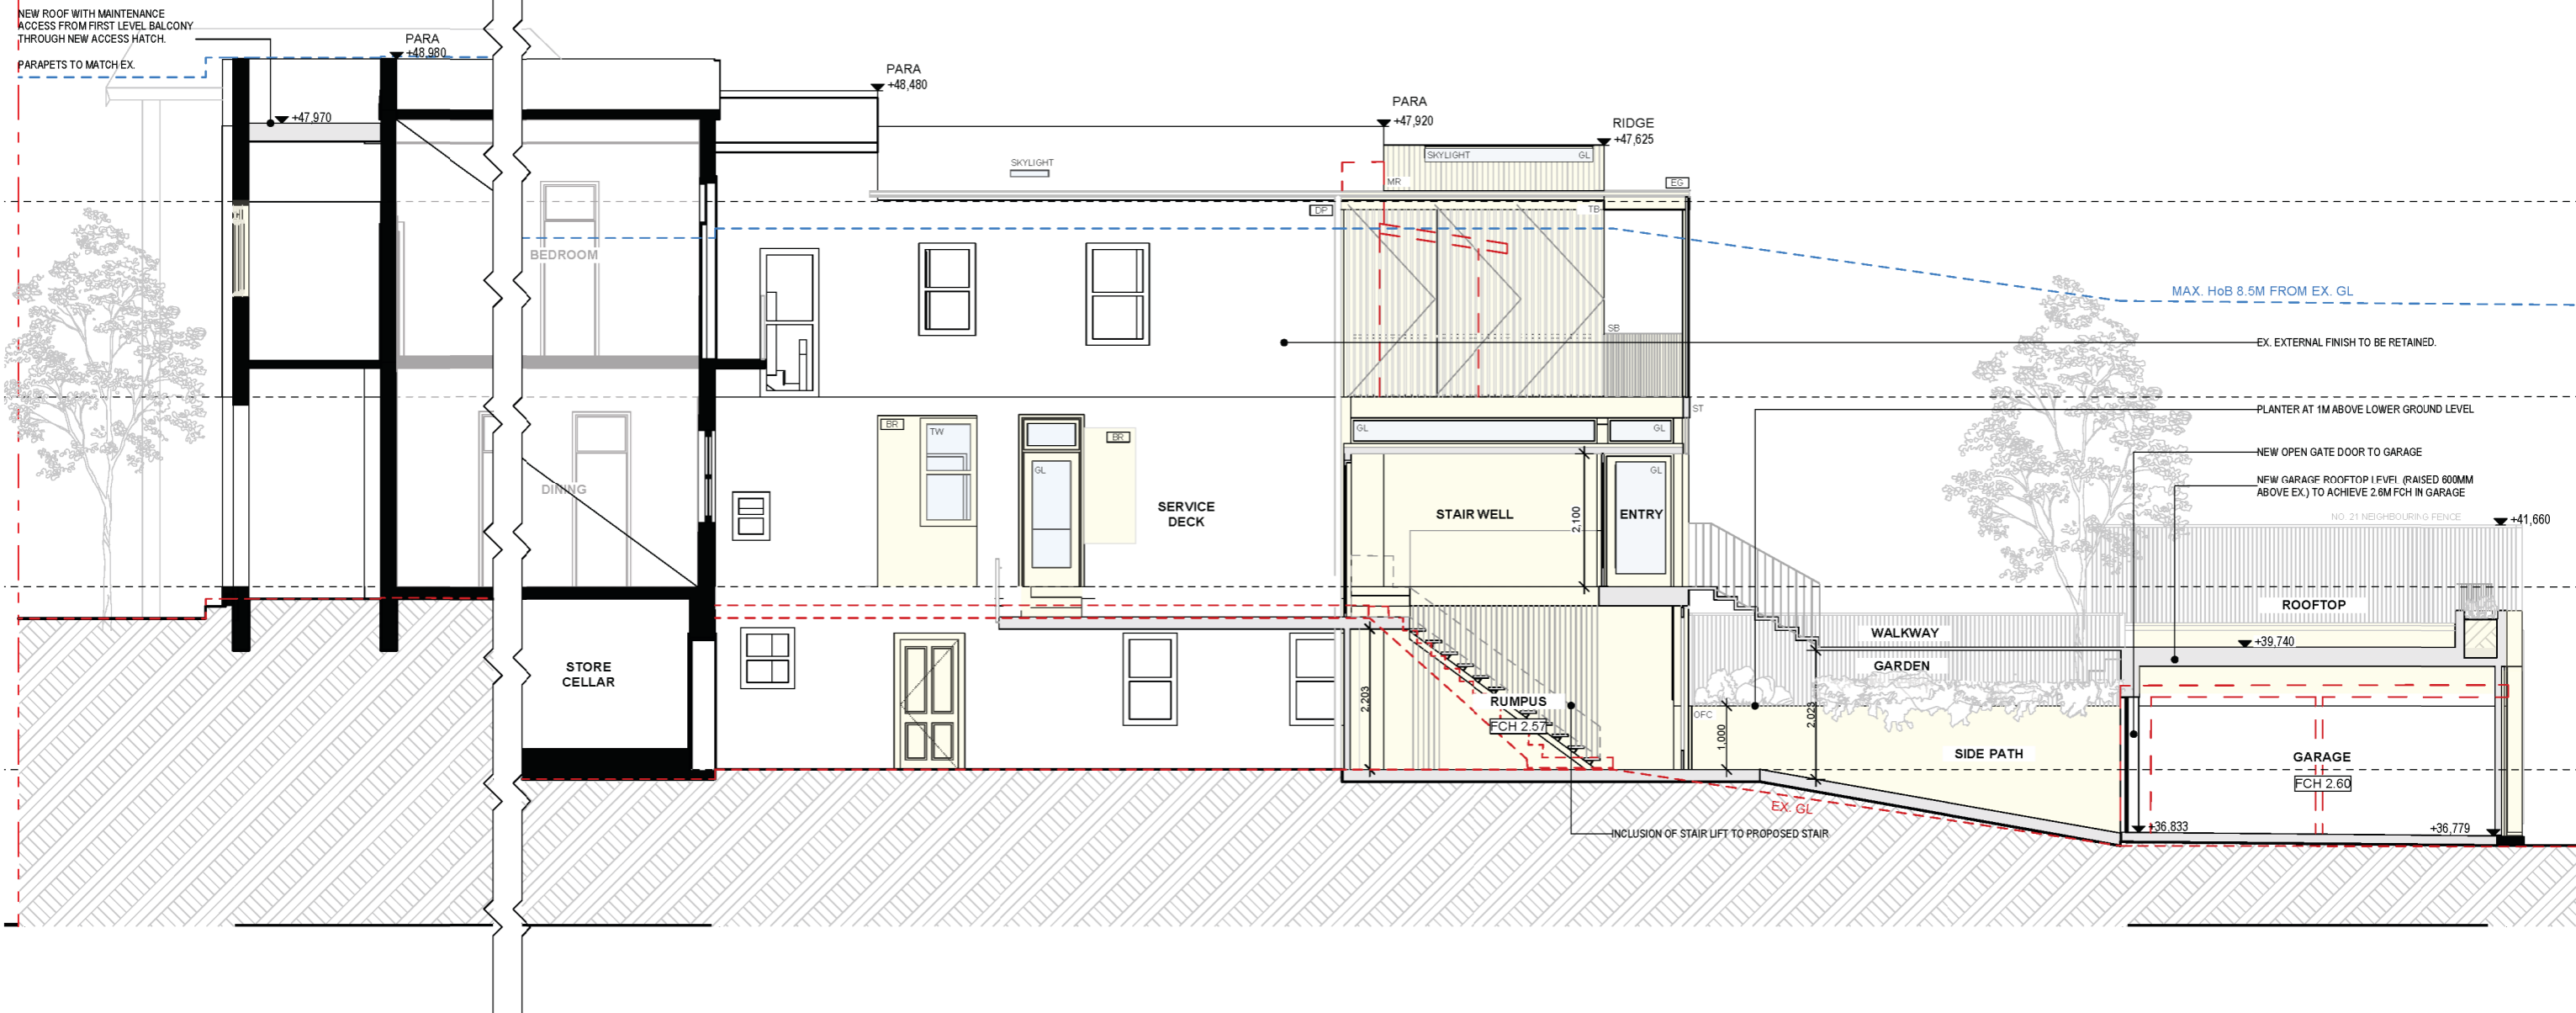 NEW ROOF WITH MAINTENANCE
ACCESS FROM FIRST LEVEL BALCONY
THROUGH NEW ACCESS HATCH.
PARAPETS TO MATCH EX.
PARA
+48,980
+47,970
PARA
+48,480
PARA
+47,920
RIDGE
+47,625
SKYLIGHT
SKYLIGHT
GL
MR
EG
DP
TB
BEDROOM
MAX. HoB 8.5M FROM EX. GL
SB
EX. EXTERNAL FINISH TO BE RETAINED.
ST
PLANTER AT 1M ABOVE LOWER GROUND LEVEL
BR
TW
BR
GL
GL
NEW OPEN GATE DOOR TO GARAGE
GL
GL
NEW GARAGE ROOFTOP LEVEL (RAISED 600MM
ABOVE EX.) TO ACHIEVE 2.6M FCH IN GARAGE
DINING
SERVICE
DECK
STAIR WELL
2,100
ENTRY
NO. 21 NEIGHBOURING FENCE
+41,660
ROOFTOP
WALKWAY
+39,740
STORE
CELLAR
GARDEN
2,203
RUMPUS
FCH 2.57
OFC
1,000
2,023
SIDE PATH
GARAGE
FCH 2.60
EX. GL
+36,833
+36,779
INCLUSION OF STAIR LIFT TO PROPOSED STAIR